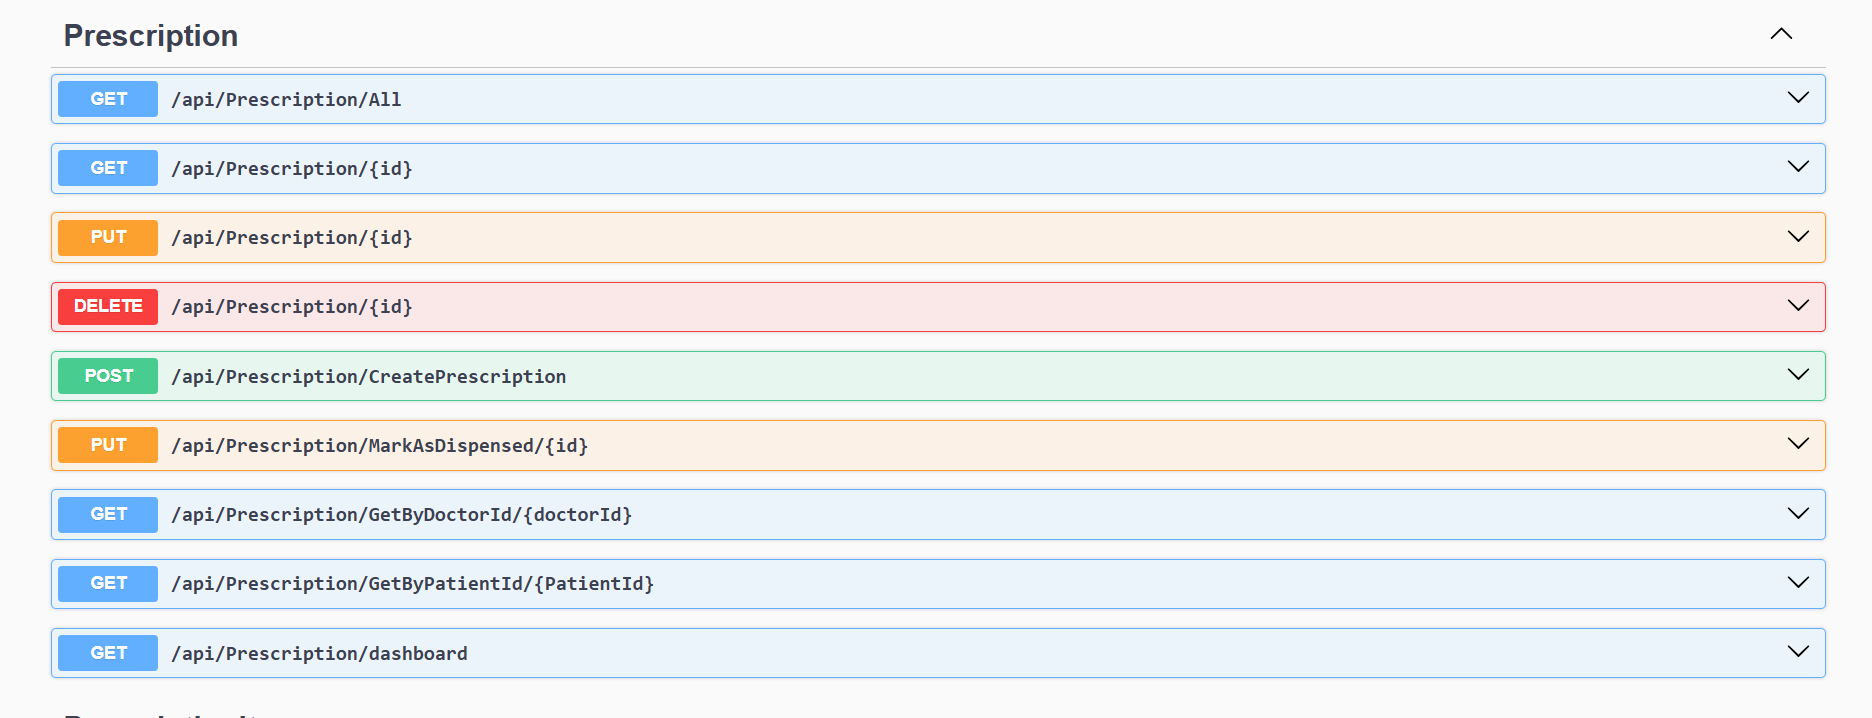 Prescription
GET /api/Prescription/All
GET /api/Prescription/{id}
PUT /api/Prescription/{id}
DELETE /api/Prescription/{id}
POST /api/Prescription/CreatePrescription
PUT /api/Prescription/MarkAsDispensed/{id}
GET /api/Prescription/GetByDoctorId/{doctorId}
GET /api/Prescription/GetByPatientId/{PatientId}
GET /api/Prescription/dashboard